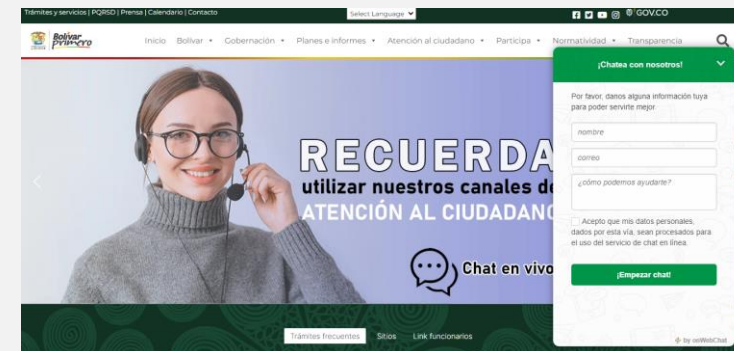 Trámites y servicios | PQRSD | Prensa | Calendario | Contacto
Select Language
GOV.CO
Bolívar
primero
Inicio Bolívar Gobernación Planes e informes Atención al ciudadano Participa Normatividad Transparencia
RECUERDA
utilizar nuestros canales de
ATENCIÓN AL CIUDADANO
Chat en vivo
Trámites frecuentes Sitios Link funcionarios
¡Chatea con nosotros!
Por favor, danos alguna información tuya
para poder servirte mejor.
nombre
correo
¿cómo podemos ayudarte?
Acepto que mis datos personales,
dados por esta vía, sean procesados para
el uso del servicio de chat en línea.
¡Empezar chat!